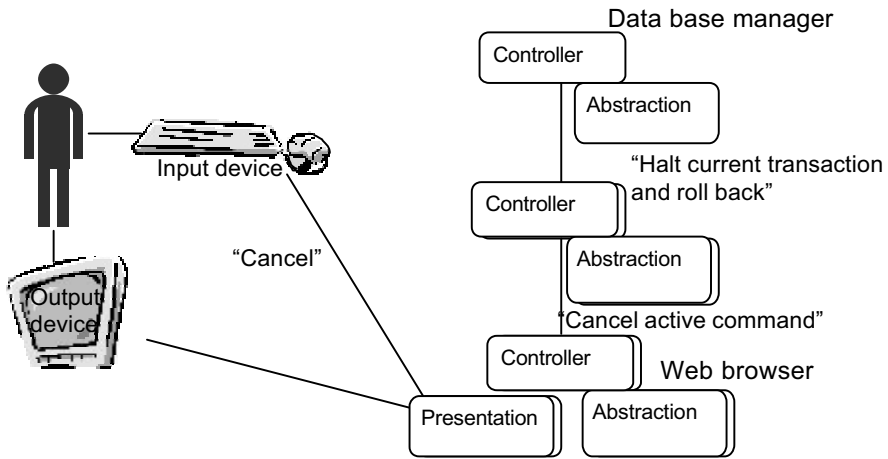 Data base manager
Controller
Abstraction
Input device
“Halt current transaction
and roll back”
Controller
“Cancel”
Abstraction
Output
device
“Cancel active command”
Controller
Web browser
Presentation
Abstraction